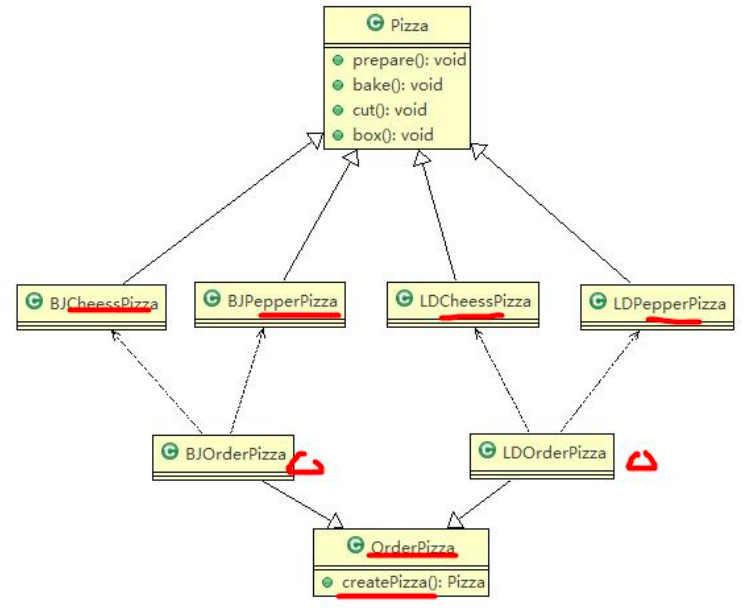 Pizza
prepare(): void
bake(): void
cut(): void
box(): void
BJCheessPizza
BJPepperPizza
LDCheessPizza
LDPepperPizza
BJOrderPizza
LDOrderPizza
OrderPizza
createPizza(): Pizza